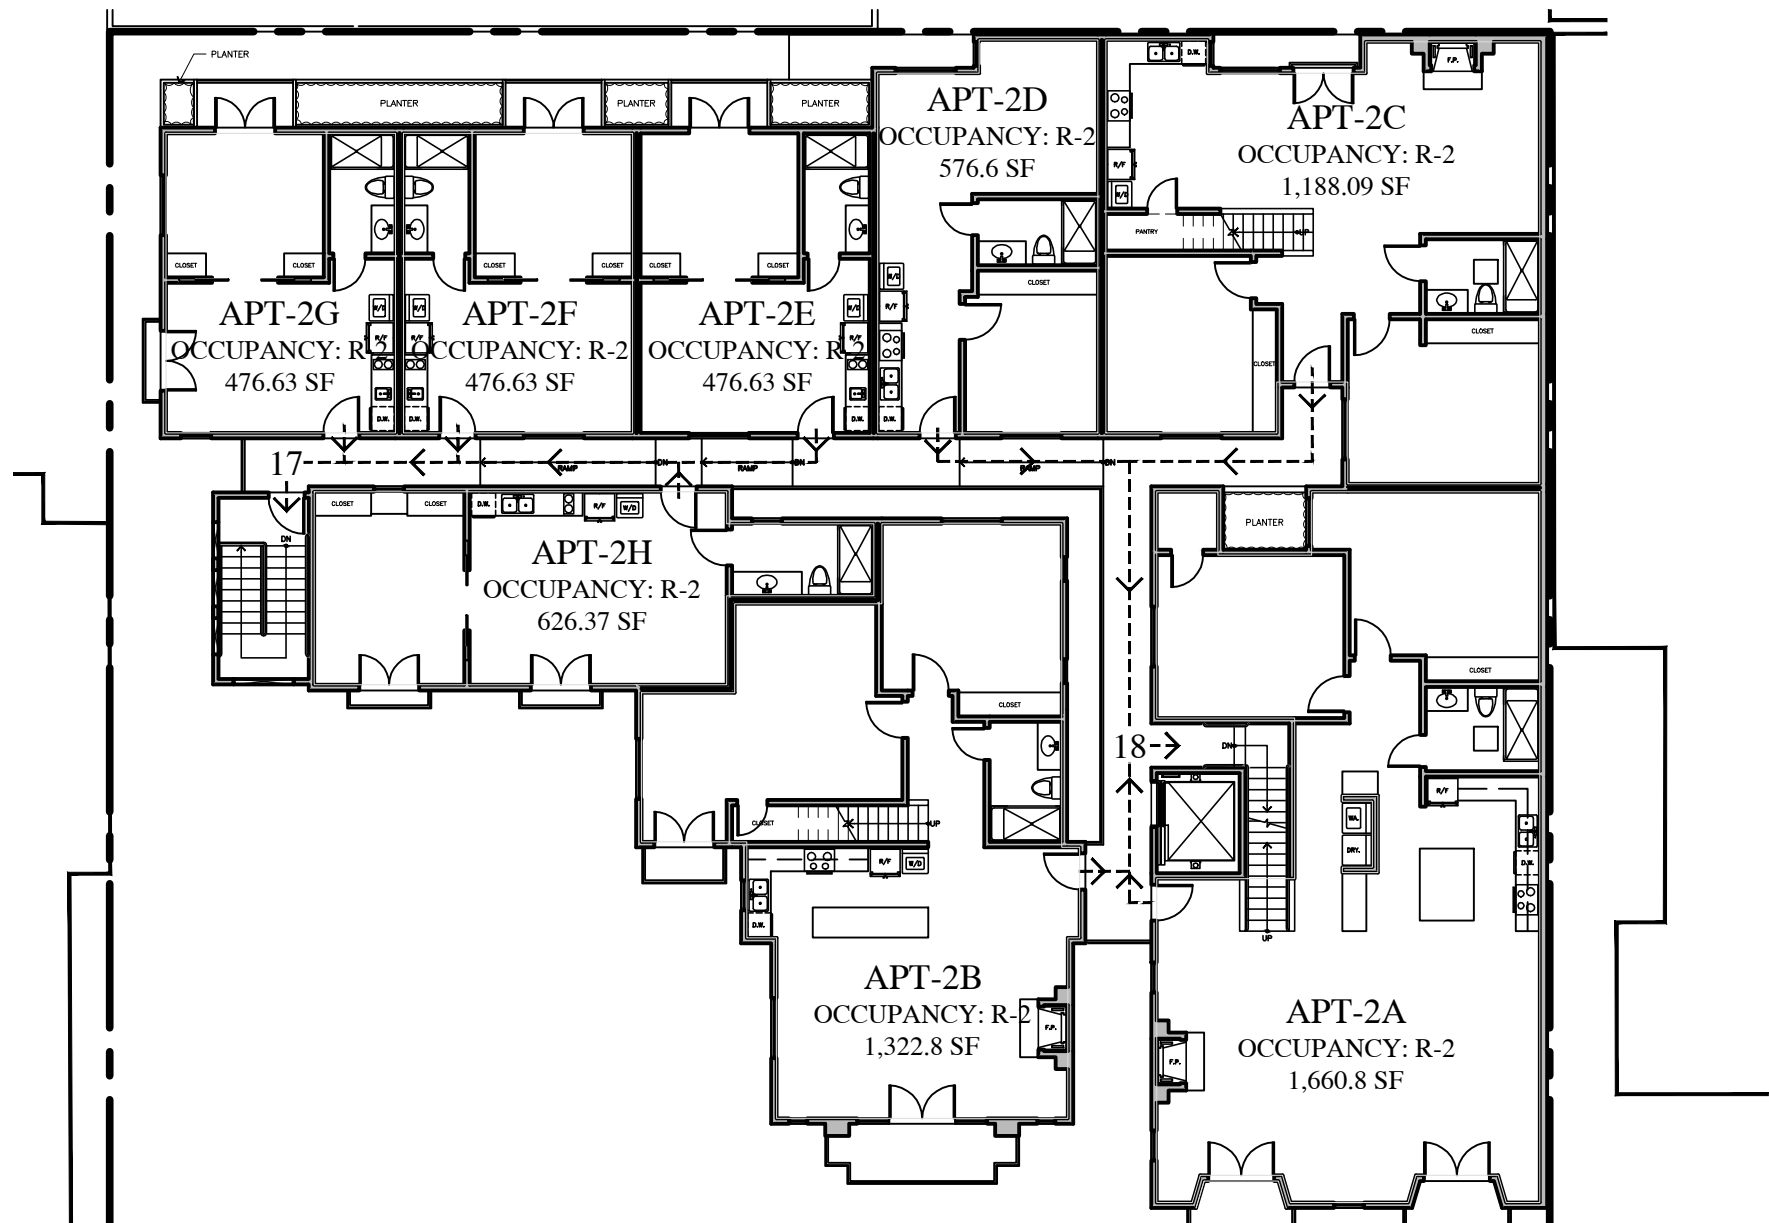 PLANTER
PLANTER
PLANTER
PLANTER
D.W.
F.P.
APT-2D
OCCUPANCY: R-2
576.6 SF
APT-2C
OCCUPANCY: R-2
1,188.09 SF
R/F
W/D
PANTRY
UP
CLOSET
CLOSET
CLOSET
CLOSET
CLOSET
CLOSET
CLOSET
W/D
R/F
CLOSET
CLOSET
APT-2G
OCCUPANCY: R-2
476.63 SF
W/D
R/F
D.W.
APT-2F
OCCUPANCY: R-2
476.63 SF
W/D
R/F
D.W.
APT-2E
OCCUPANCY: R-2
476.63 SF
W/D
R/F
D.W.
D.W.
17
RAMP
DN
RAMP
DN
RAMP
DN
CLOSET
CLOSET
D.W.
R/F
W/D
DN
APT-2H
OCCUPANCY: R-2
626.37 SF
PLANTER
CLOSET
CLOSET
18
DN
CLOSET
UP
R/F
W/D
D.W.
R/F
WA.
DRY.
D.W.
UP
APT-2B
OCCUPANCY: R-2
1,322.8 SF
F.P.
APT-2A
OCCUPANCY: R-2
1,660.8 SF
F.P.